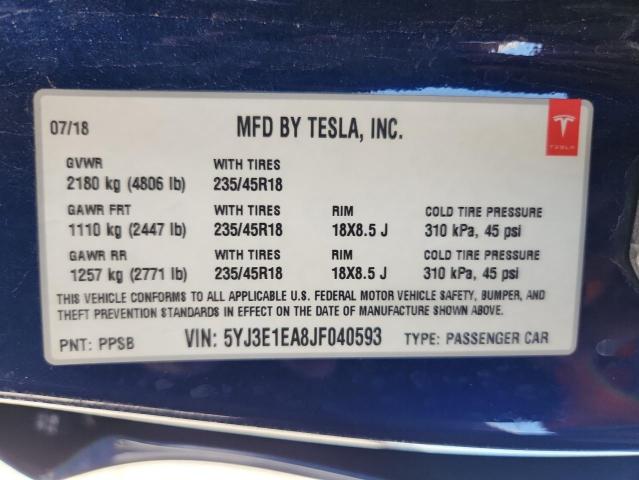 07/18 MFD BY TESLA, INC.
TESLA
GVWR WITH TIRES
2180 kg (4806 lb) 235/45R18
GAWR FRT WITH TIRES RIM COLD TIRE PRESSURE
1110 kg (2447 lb) 235/45R18 18X8.5 J 310 kPa, 45 psi
GAWR RR WITH TIRES RIM COLD TIRE PRESSURE
1257 kg (2771 lb) 235/45R18 18X8.5 J 310 kPa, 45 psi
THIS VEHICLE CONFORMS TO ALL APPLICABLE U.S. FEDERAL MOTOR VEHICLE SAFETY, BUMPER, AND
THEFT PREVENTION STANDARDS IN EFFECT ON THE DATE OF MANUFACTURE SHOWN ABOVE.
PNT: PPSB VIN: 5YJ3E1EA8JF040593 TYPE: PASSENGER CAR